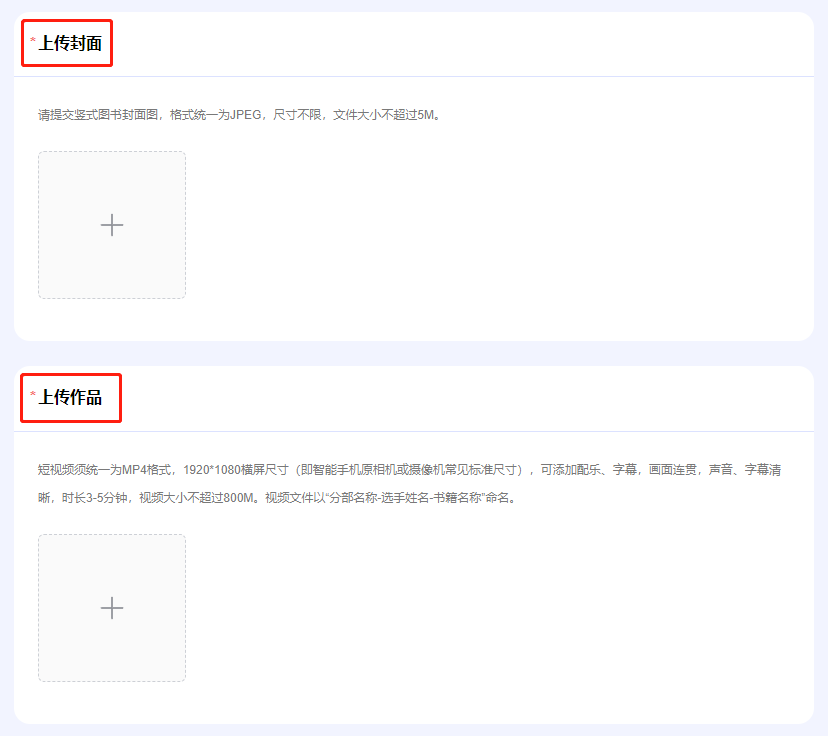 *上传封面
请提交竖式图书封面图，格式统一为JPEG，尺寸不限，文件大小不超过5M。
*上传作品
短视频须统一为MP4格式，1920*1080横屏尺寸（即智能手机原相机或摄像机常见标准尺寸），可添加配乐、字幕，画面连贯，声音、字幕清
晰，时长3-5分钟，视频大小不超过800M。视频文件以“分部名称-选手姓名-书籍名称”命名。